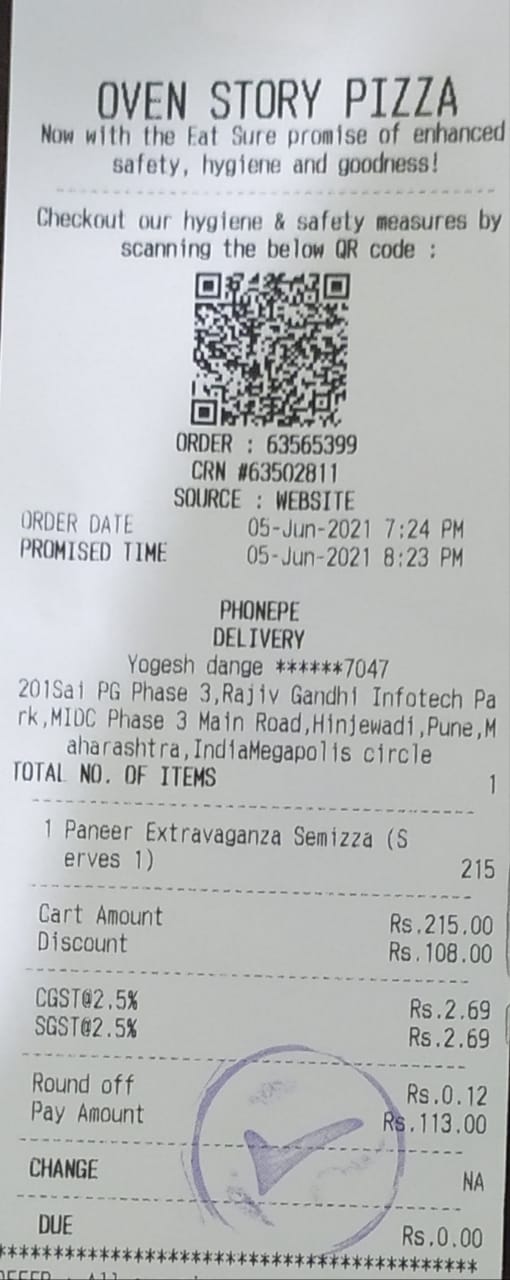 OVEN STORY PIZZA
Now with the Eat Sure promise of enhanced
safety, hygiene and goodness!
Checkout our hygiene & safety measures by
scanning the below QR code :
ORDER : 63565399
CRN #63502811
SOURCE : WEBSITE
ORDER DATE 05-Jun-2021 7:24 PM
PROMISED TIME 05-Jun-2021 8:23 PM
PHONEPE
DELIVERY
Yogesh dange ******7047
201Sai PG Phase 3,Rajiv Gandhi Infotech Pa
rk,MIDC Phase 3 Main Road,Hinjewadi,Pune,M
aharashtra,IndiaMegapolis circle
TOTAL NO. OF ITEMS 1
1 Paneer Extravaganza Semizza (S
erves 1) 215
Cart Amount Rs.215.00
Discount Rs.108.00
CGST@2.5% Rs.2.69
SGST@2.5% Rs.2.69
Round off Rs.0.12
Pay Amount Rs.113.00
CHANGE NA
DUE Rs.0.00
****************************************